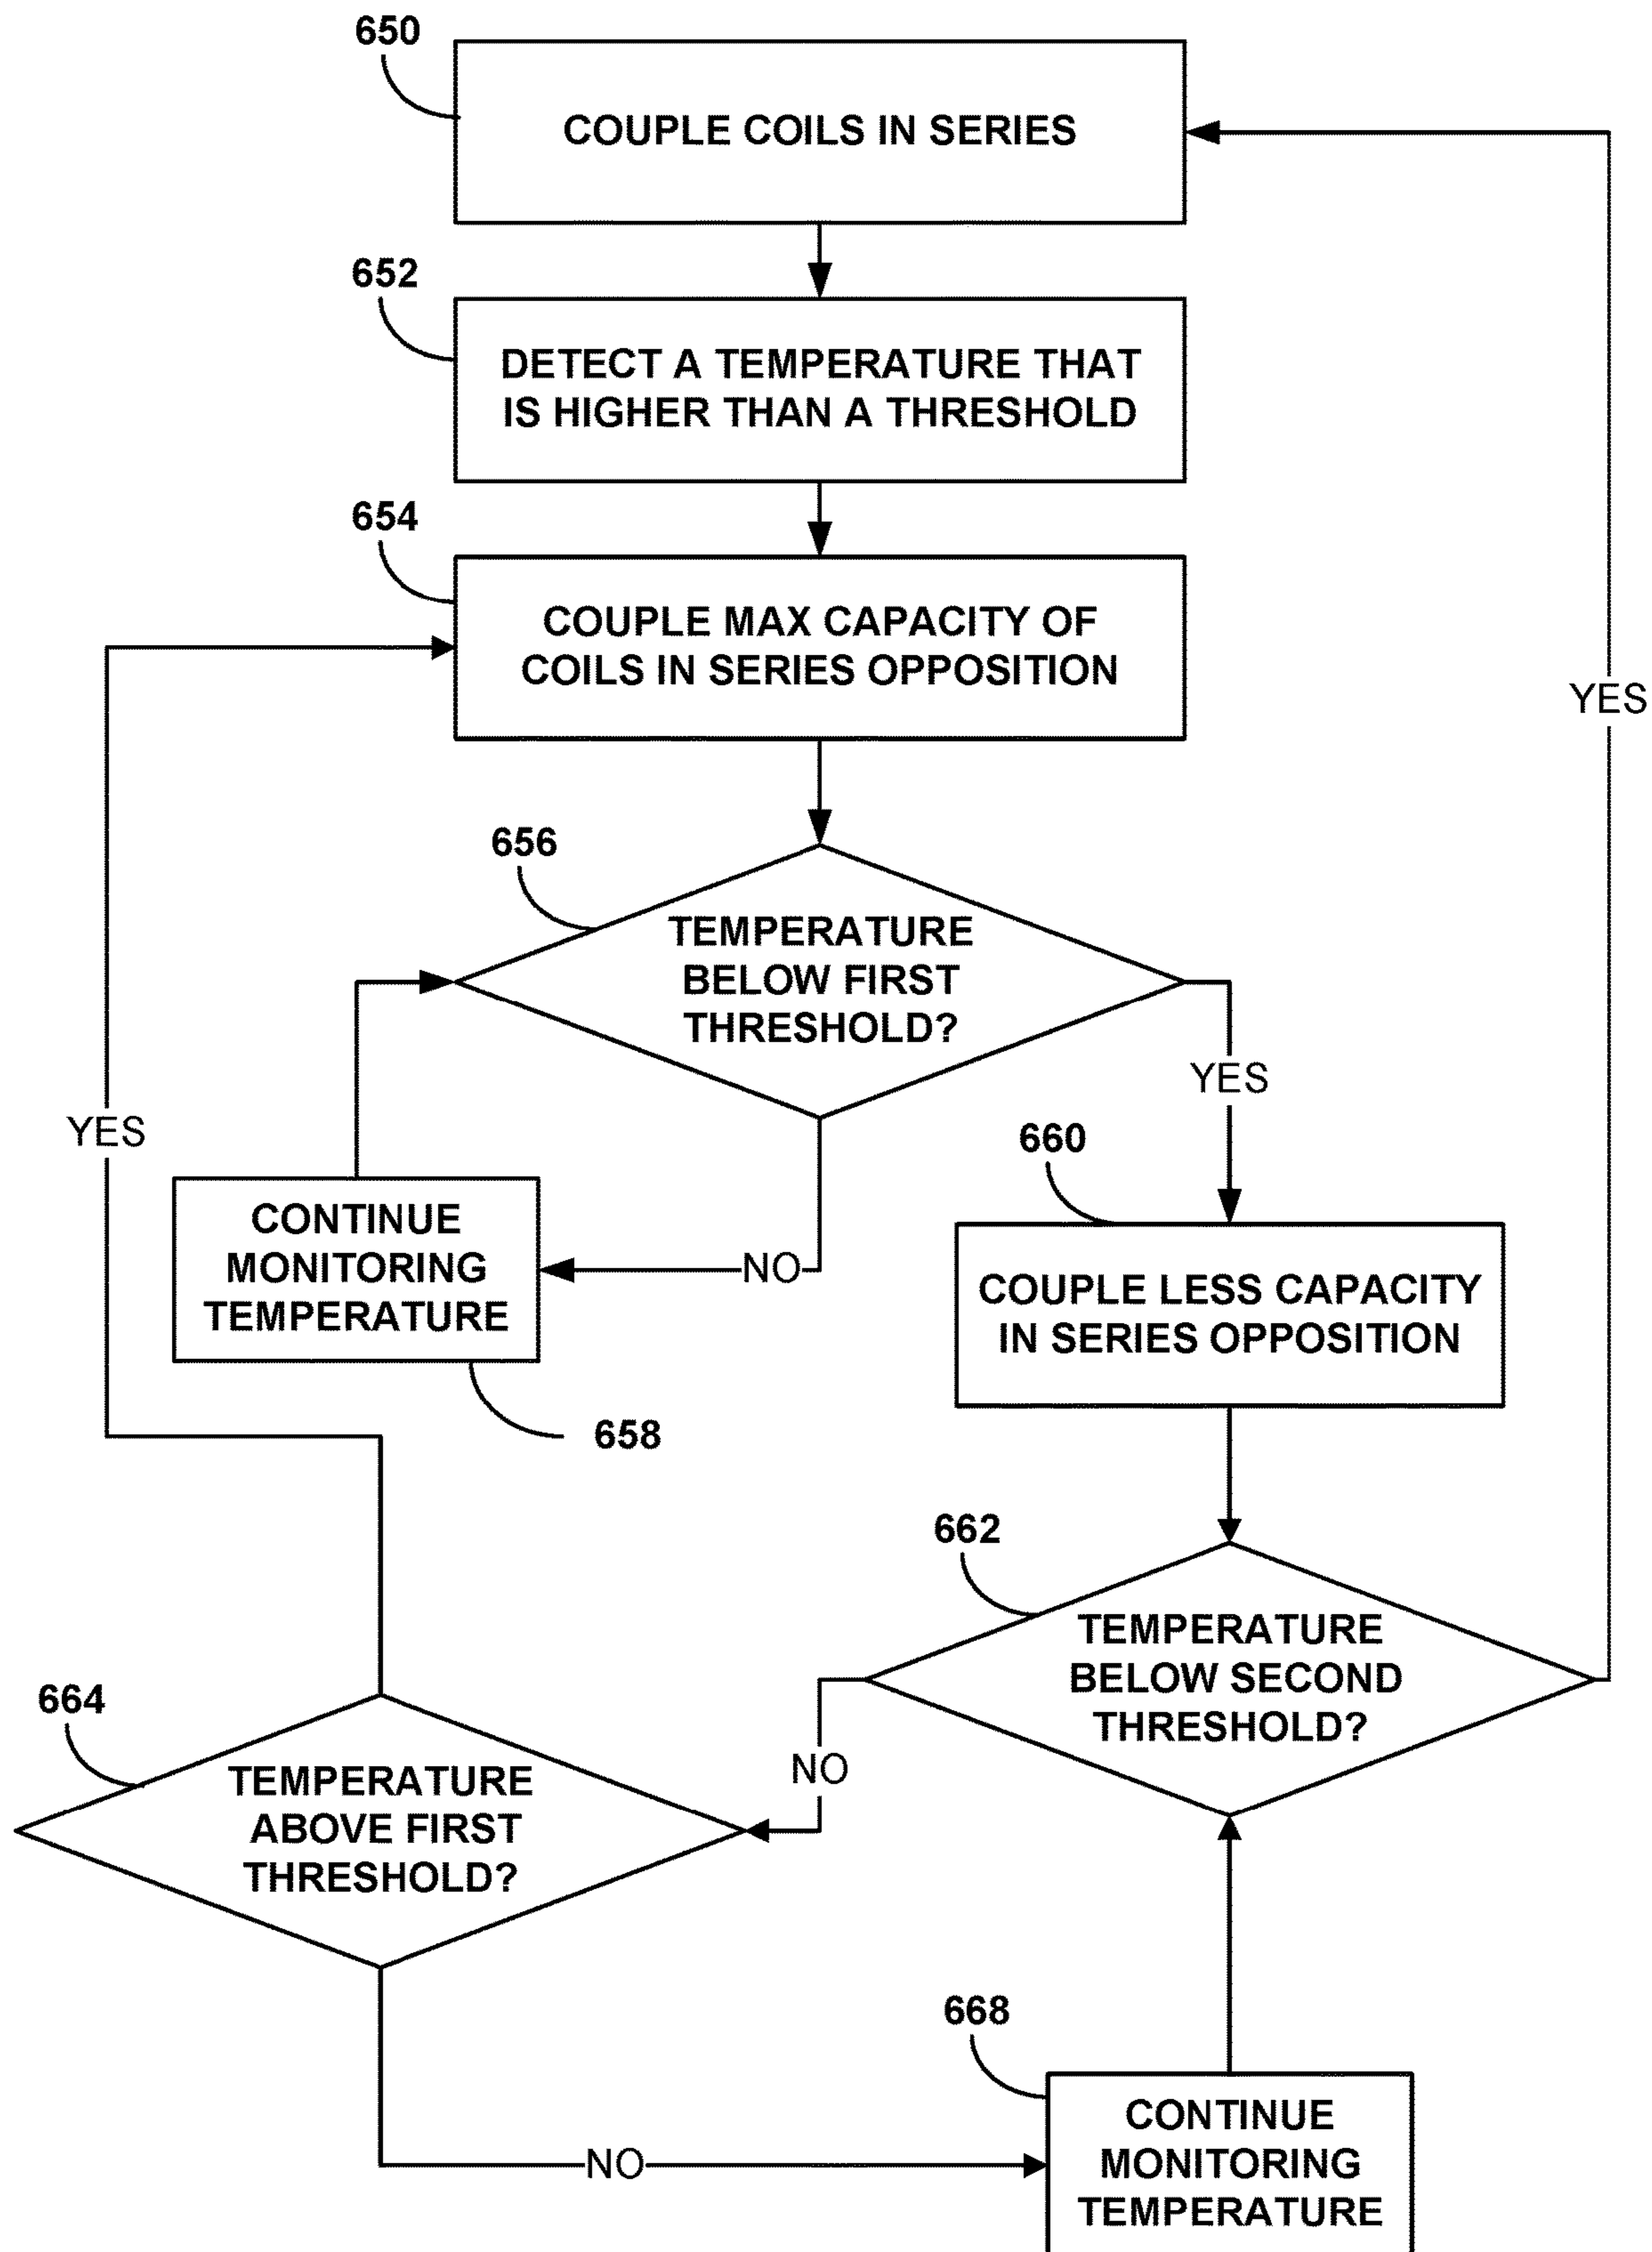 650
COUPLE COILS IN SERIES
652
DETECT A TEMPERATURE THAT
IS HIGHER THAN A THRESHOLD
654
COUPLE MAX CAPACITY OF
COILS IN SERIES OPPOSITION
YES
656
TEMPERATURE
BELOW FIRST
THRESHOLD?
YES
YES
660
CONTINUE
MONITORING
TEMPERATURE
NO
COUPLE LESS CAPACITY
IN SERIES OPPOSITION
658
662
TEMPERATURE
BELOW SECOND
THRESHOLD?
664
NO
TEMPERATURE
ABOVE FIRST
THRESHOLD?
668
NO
CONTINUE
MONITORING
TEMPERATURE